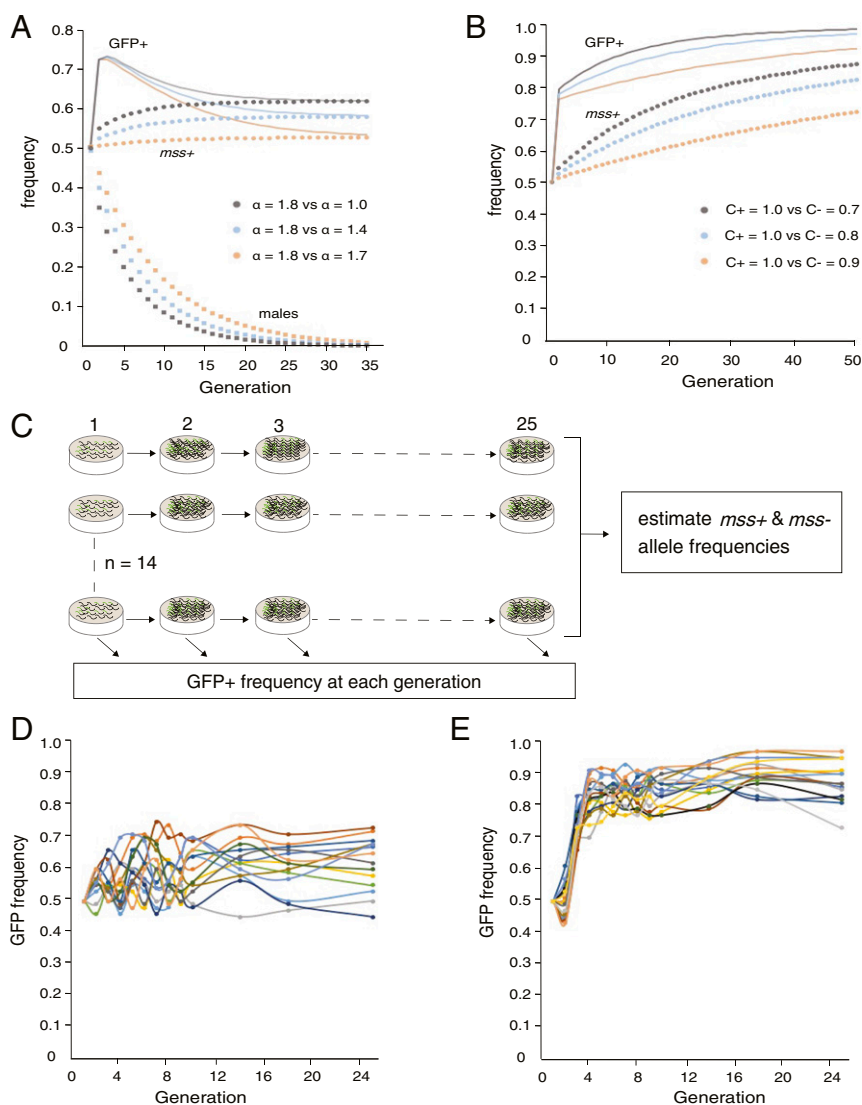 A
0.8
0.7
0.6
0.5
0.4
0.3
0.2
0.1
0
frequency
GFP+
mss+
α = 1.8 vs α = 1.0
α = 1.8 vs α = 1.4
α = 1.8 vs α = 1.7
males
0 5 10 15 20 25 30 35
Generation
B
1.0
0.9
0.8
0.7
0.6
0.5
0.4
0.3
0.2
0.1
0
frequency
GFP+
mss+
C+ = 1.0 vs C- = 0.7
C+ = 1.0 vs C- = 0.8
C+ = 1.0 vs C- = 0.9
0 10 20 30 40 50
Generation
C
1 2 3 25
n = 14
estimate mss+ & mss-
allele frequencies
GFP+ frequency at each generation
D
1.0
0.9
0.8
0.7
0.6
0.5
0.4
0.3
0.2
0.1
0
GFP frequency
0 4 8 12 16 20 24
Generation
E
1.0
0.9
0.8
0.7
0.6
0.5
0.4
0.3
0.2
0.1
0
GFP frequency
0 4 8 12 16 20 24
Generation